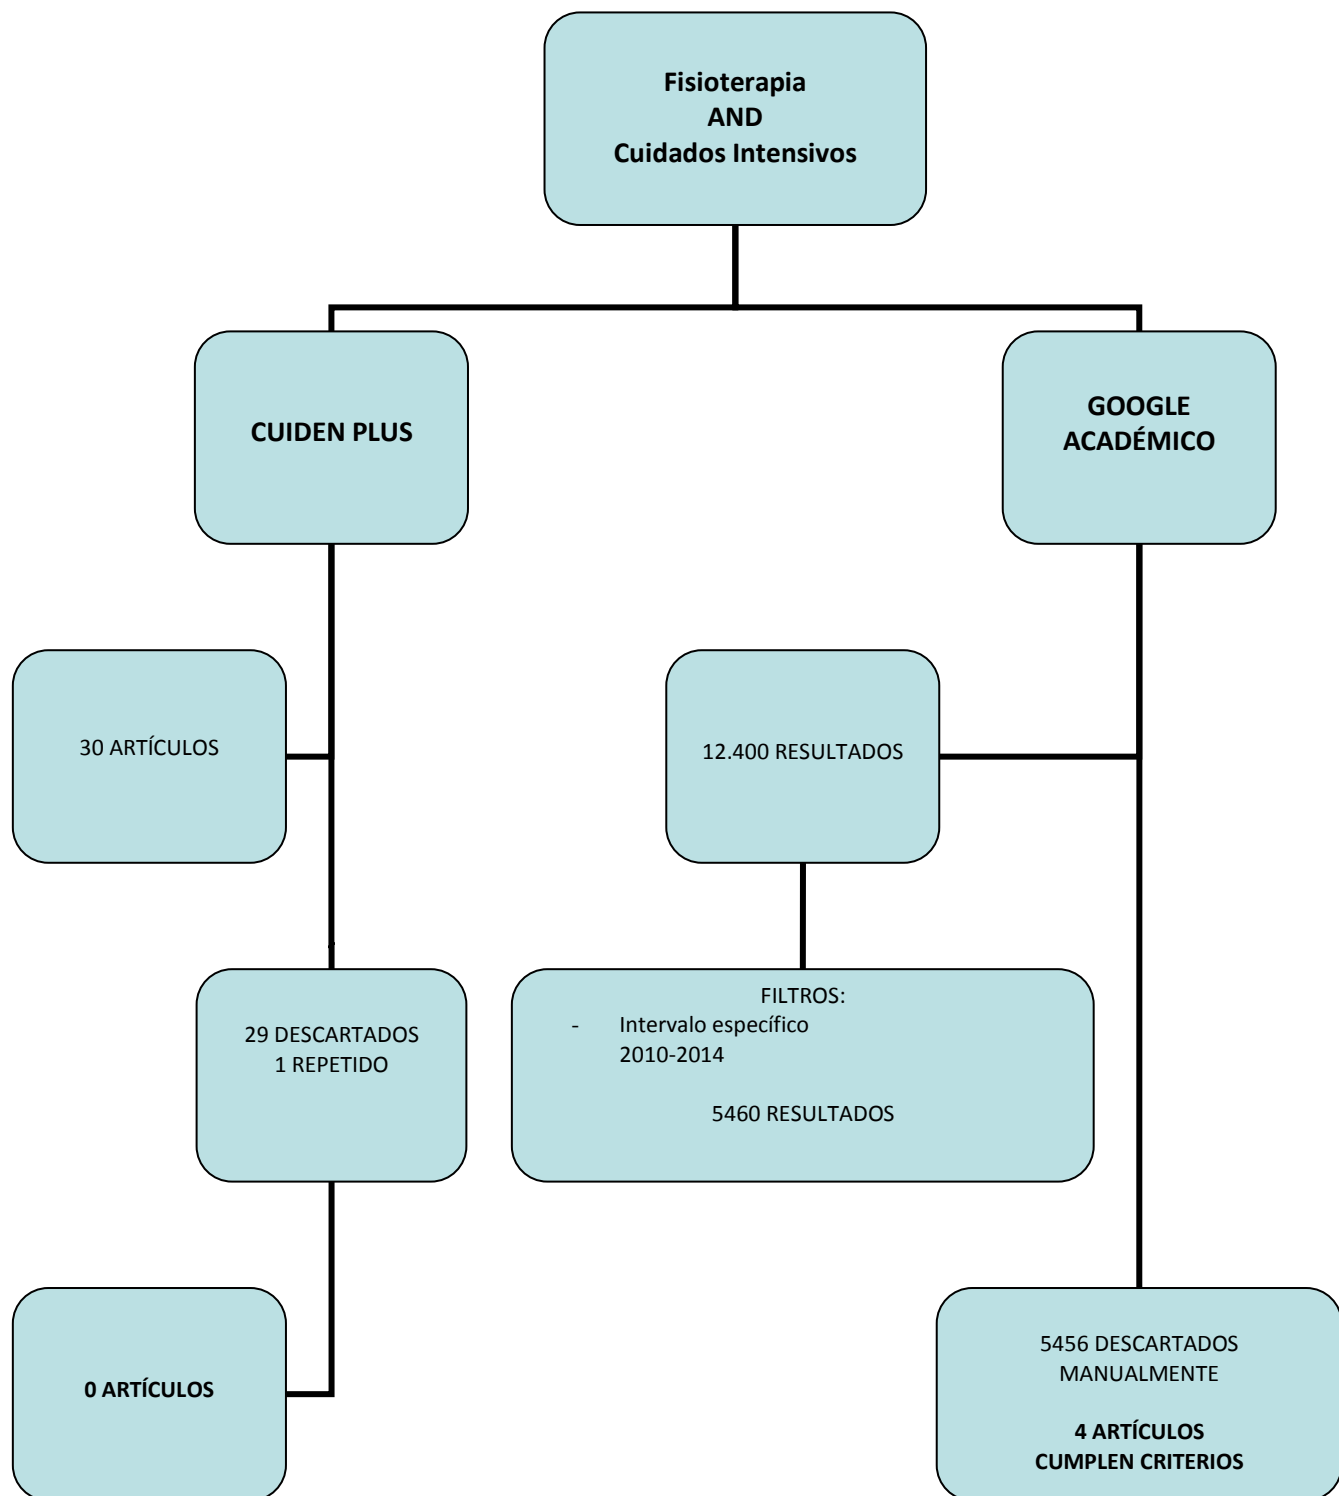 Fisioterapia
AND
Cuidados Intensivos
CUIDEN PLUS
GOOGLE
ACADÉMICO
30 ARTÍCULOS
12.400 RESULTADOS
29 DESCARTADOS
1 REPETIDO
FILTROS:
- Intervalo específico
2010-2014
5460 RESULTADOS
0 ARTÍCULOS
5456 DESCARTADOS
MANUALMENTE
4 ARTÍCULOS
CUMPLEN CRITERIOS